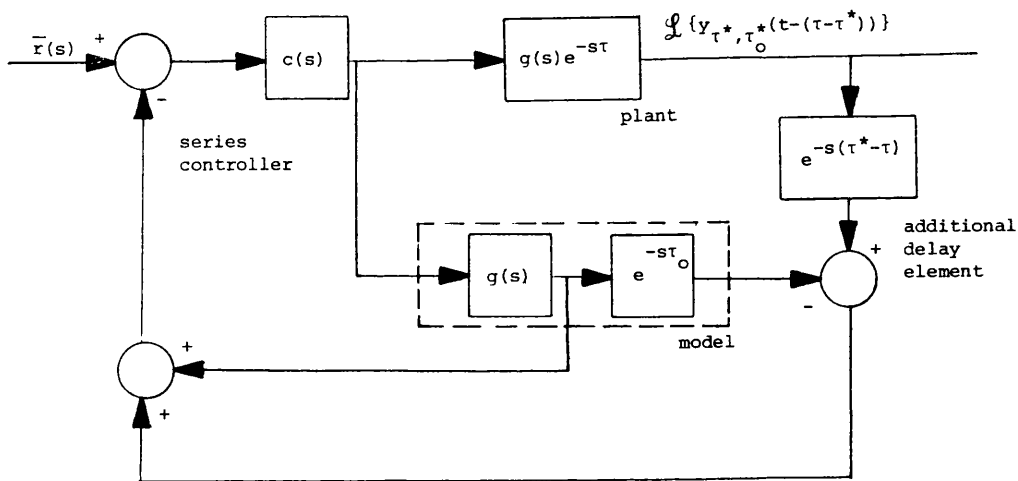 ℒ{y_{τ*,τ_o*}(t-(τ-τ*))}
r̅(s)
+
-
c(s)
g(s)e^{-sτ}
plant
series
controller
e^{-s(τ*-τ)}
additional
delay
element
g(s)
e^{-sτ_o}
+
-
model
+
+